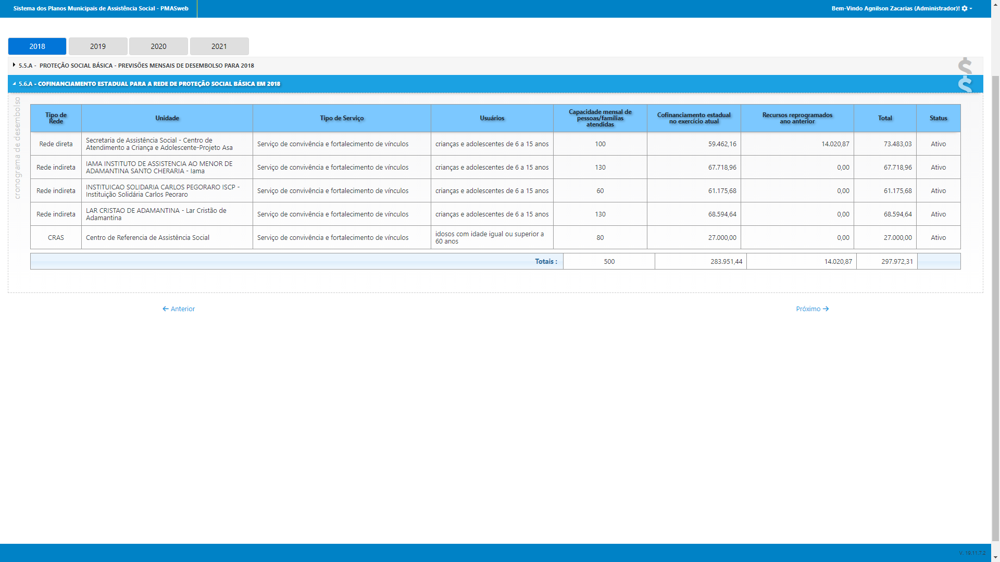 Sistema dos Planos Municipais de Assistência Social - PMASweb
Bem-Vindo Agnilson Zacarias (Administrador)!
2018
2019
2020
2021
5.5.A - PROTEÇÃO SOCIAL BÁSICA - PREVISÕES MENSAIS DE DESEMBOLSO PARA 2018
5.6.A - COFINANCIAMENTO ESTADUAL PARA A REDE DE PROTEÇÃO SOCIAL BÁSICA EM 2018
cronograma de desembolso
Tipo de
Rede
Unidade
Tipo de Serviço
Usuários
Capacidade mensal de
pessoas/famílias
atendidas
Cofinanciamento estadual
no exercício atual
Recursos reprogramados
ano anterior
Total
Status
Rede direta
Secretaria de Assistência Social - Centro de
Atendimento a Criança e Adolescente-Projeto Asa
Serviço de convivência e fortalecimento de vínculos
crianças e adolescentes de 6 a 15 anos
100
59.462,16
14.020,87
73.483,03
Ativo
Rede indireta
IAMA INSTITUTO DE ASSISTENCIA AO MENOR DE
ADAMANTINA SANTO CHERARIA - Iama
Serviço de convivência e fortalecimento de vínculos
crianças e adolescentes de 6 a 15 anos
130
67.718,96
0,00
67.718,96
Ativo
Rede indireta
INSTITUICAO SOLIDARIA CARLOS PEGORARO ISCP -
Instituição Solidária Carlos Peoraro
Serviço de convivência e fortalecimento de vínculos
crianças e adolescentes de 6 a 15 anos
60
61.175,68
0,00
61.175,68
Ativo
Rede indireta
LAR CRISTAO DE ADAMANTINA - Lar Cristão de
Adamantina
Serviço de convivência e fortalecimento de vínculos
crianças e adolescentes de 6 a 15 anos
130
68.594,64
0,00
68.594,64
Ativo
CRAS
Centro de Referencia de Assistência Social
Serviço de convivência e fortalecimento de vínculos
idosos com idade igual ou superior a
60 anos
80
27.000,00
0,00
27.000,00
Ativo
Totais :
500
283.951,44
14.020,87
297.972,31
← Anterior
Próximo →
V. 19.11.7.2